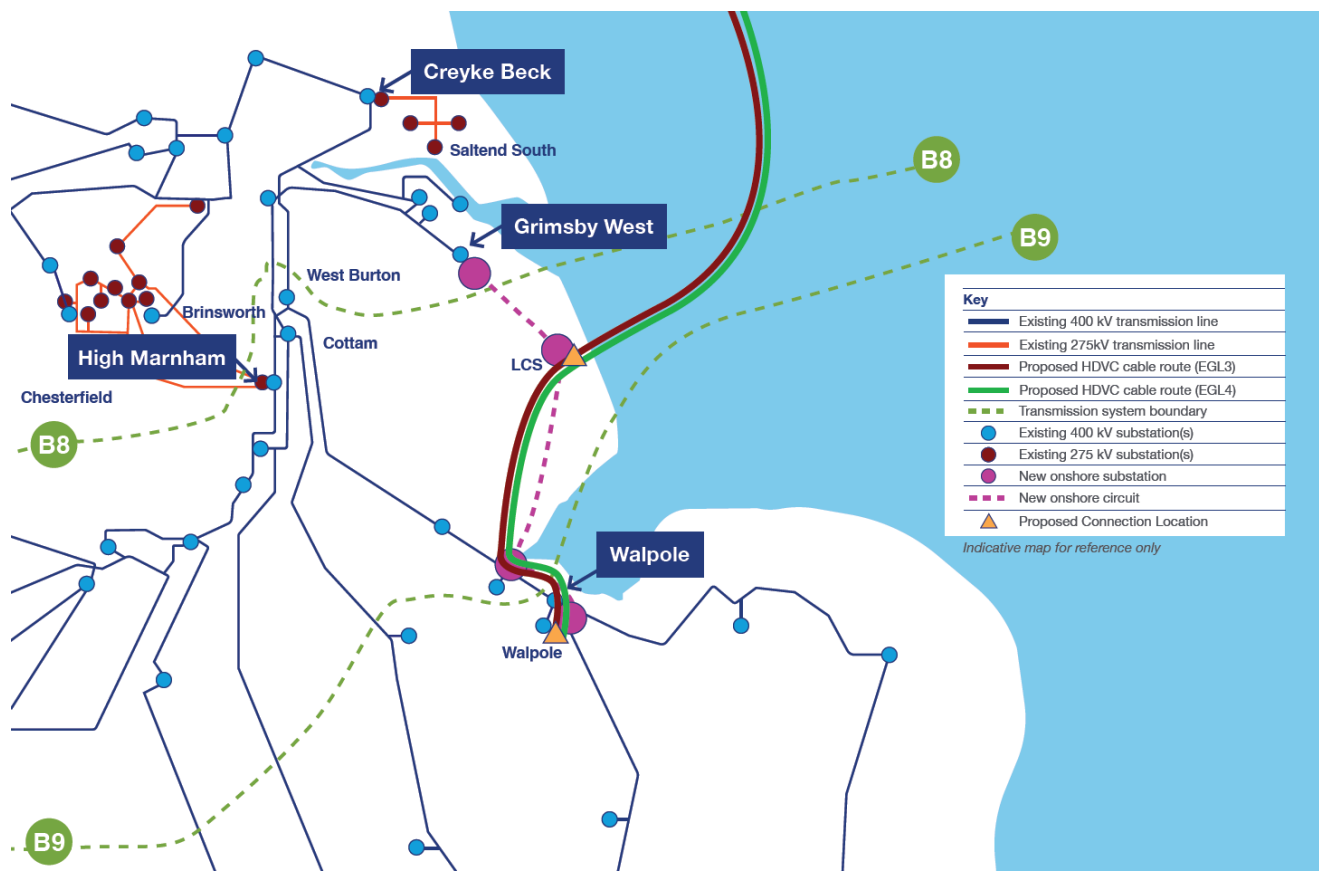 Creyke Beck
Saltend South
B8
Grimsby West
B9
West Burton
Brinsworth
Cottam
High Marnham
LCS
Chesterfield
B8
Key
Existing 400 kV transmission line
Existing 275kV transmission line
Proposed HDVC cable route (EGL3)
Proposed HDVC cable route (EGL4)
Transmission system boundary
Existing 400 kV substation(s)
Existing 275 kV substation(s)
New onshore substation
New onshore circuit
Proposed Connection Location
Indicative map for reference only
Walpole
Walpole
B9